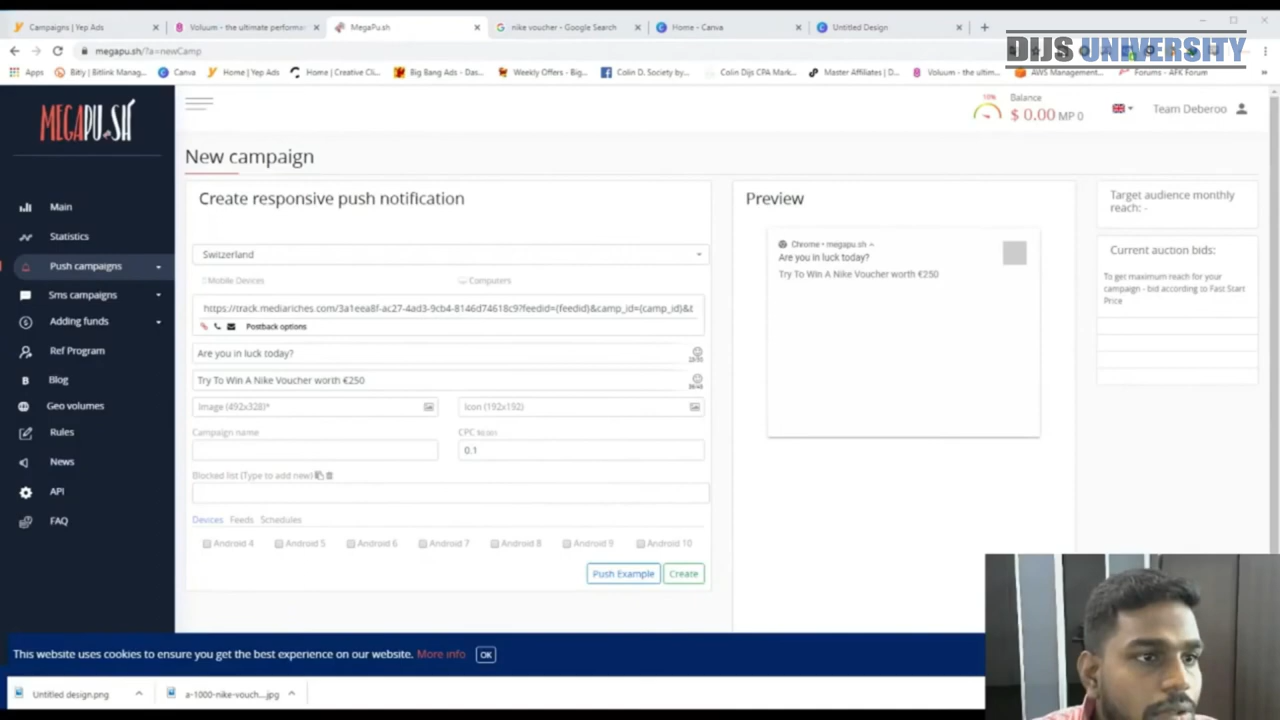 Campaigns | Yep Ads
Voluum - the ultimate performa
MegaPu.sh
nike voucher - Google Search
Home - Canva
Untitled Design
DIJS UNIVERSITY
megapu.sh/?a=newCamp
Apps
Bitly | Bitlink Manag...
Canva
Home | Yep Ads
Home | Creative Cli...
Big Bang Ads - Das...
Weekly Offers - Big...
Colin D. Society by...
Colin Dijs CPA Mark...
Master Affiliates | D...
Voluum - the ultim...
AWS Management...
Forums - AFK Forum
MEGAPU.SH
10%
Balance
$ 0.00 MP 0
Team Deberoo
New campaign
Main
Statistics
Push campaigns
Sms campaigns
Adding funds
Ref Program
Blog
Geo volumes
Rules
News
API
FAQ
Create responsive push notification
Switzerland
Mobile Devices
Computers
https://track.mediariches.com/3a1eea8f-ac27-4ad3-9cb4-8146d74618c9?feedid={feedid}&camp_id={camp_id}&t
Postback options
Are you in luck today?
Try To Win A Nike Voucher worth €250
Image (492x328)*
Icon (192x192)
Campaign name
CPC
0.1
Blocked list (Type to add new)
Devices Feeds Schedules
Android 4
Android 5
Android 6
Android 7
Android 8
Android 9
Android 10
Push Example
Create
Preview
Chrome • megapu.sh
Are you in luck today?
Try To Win A Nike Voucher worth €250
Target audience monthly
reach: -
Current auction bids:
To get maximum reach for your
campaign - bid according to Fast Start
Price
This website uses cookies to ensure you get the best experience on our website. More info
OK
Untitled design.png
a-1000-nike-vouch....jpg